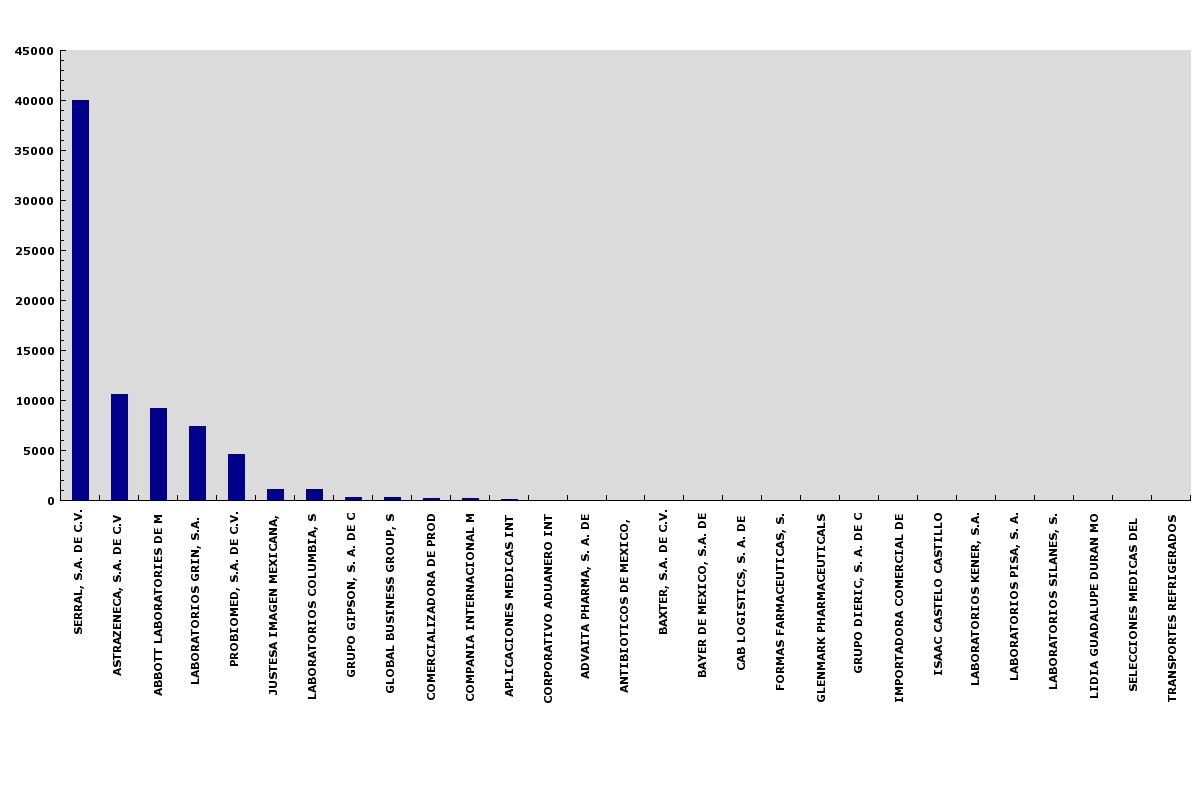 45000
40000
35000
30000
25000
20000
15000
10000
5000
0
SERRAL, S.A. DE C.V.
ASTRAZENECA, S.A. DE C.V
ABBOTT LABORATORIES DE M
LABORATORIOS GRIN, S.A.
PROBIOMED, S.A. DE C.V.
JUSTESA IMAGEN MEXICANA,
LABORATORIOS COLUMBIA, S
GRUPO GIPSON, S. A. DE C
GLOBAL BUSINESS GROUP, S
COMERCIALIZADORA DE PROD
COMPANIA INTERNACIONAL M
APLICACIONES MEDICAS INT
CORPORATIVO ADUANERO INT
ADVAITA PHARMA, S. A. DE
ANTIBIOTICOS DE MEXICO,
BAXTER, S.A. DE C.V.
BAYER DE MEXICO, S.A. DE
CAB LOGISTICS, S. A. DE
FORMAS FARMACEUTICAS, S.
GLENMARK PHARMACEUTICALS
GRUPO DIERIC, S. A. DE C
IMPORTADORA COMERCIAL DE
ISAAC CASTELO CASTILLO
LABORATORIOS KENER, S.A.
LABORATORIOS PISA, S. A.
LABORATORIOS SILANES, S.
LIDIA GUADALUPE DURAN MO
SELECCIONES MEDICAS DEL
TRANSPORTES REFRIGERADOS